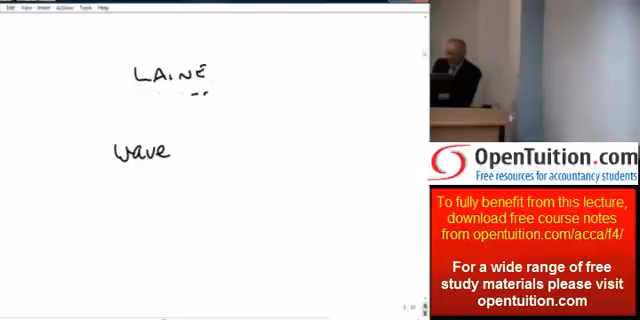 Edit View Insert Actions Tools Help
LAINE
wave
OpenTuition.com
Free resources for accountancy students
To fully benefit from this lecture,
download free course notes
from opentuition.com/acca/f4/
For a wide range of free
study materials please visit
opentuition.com